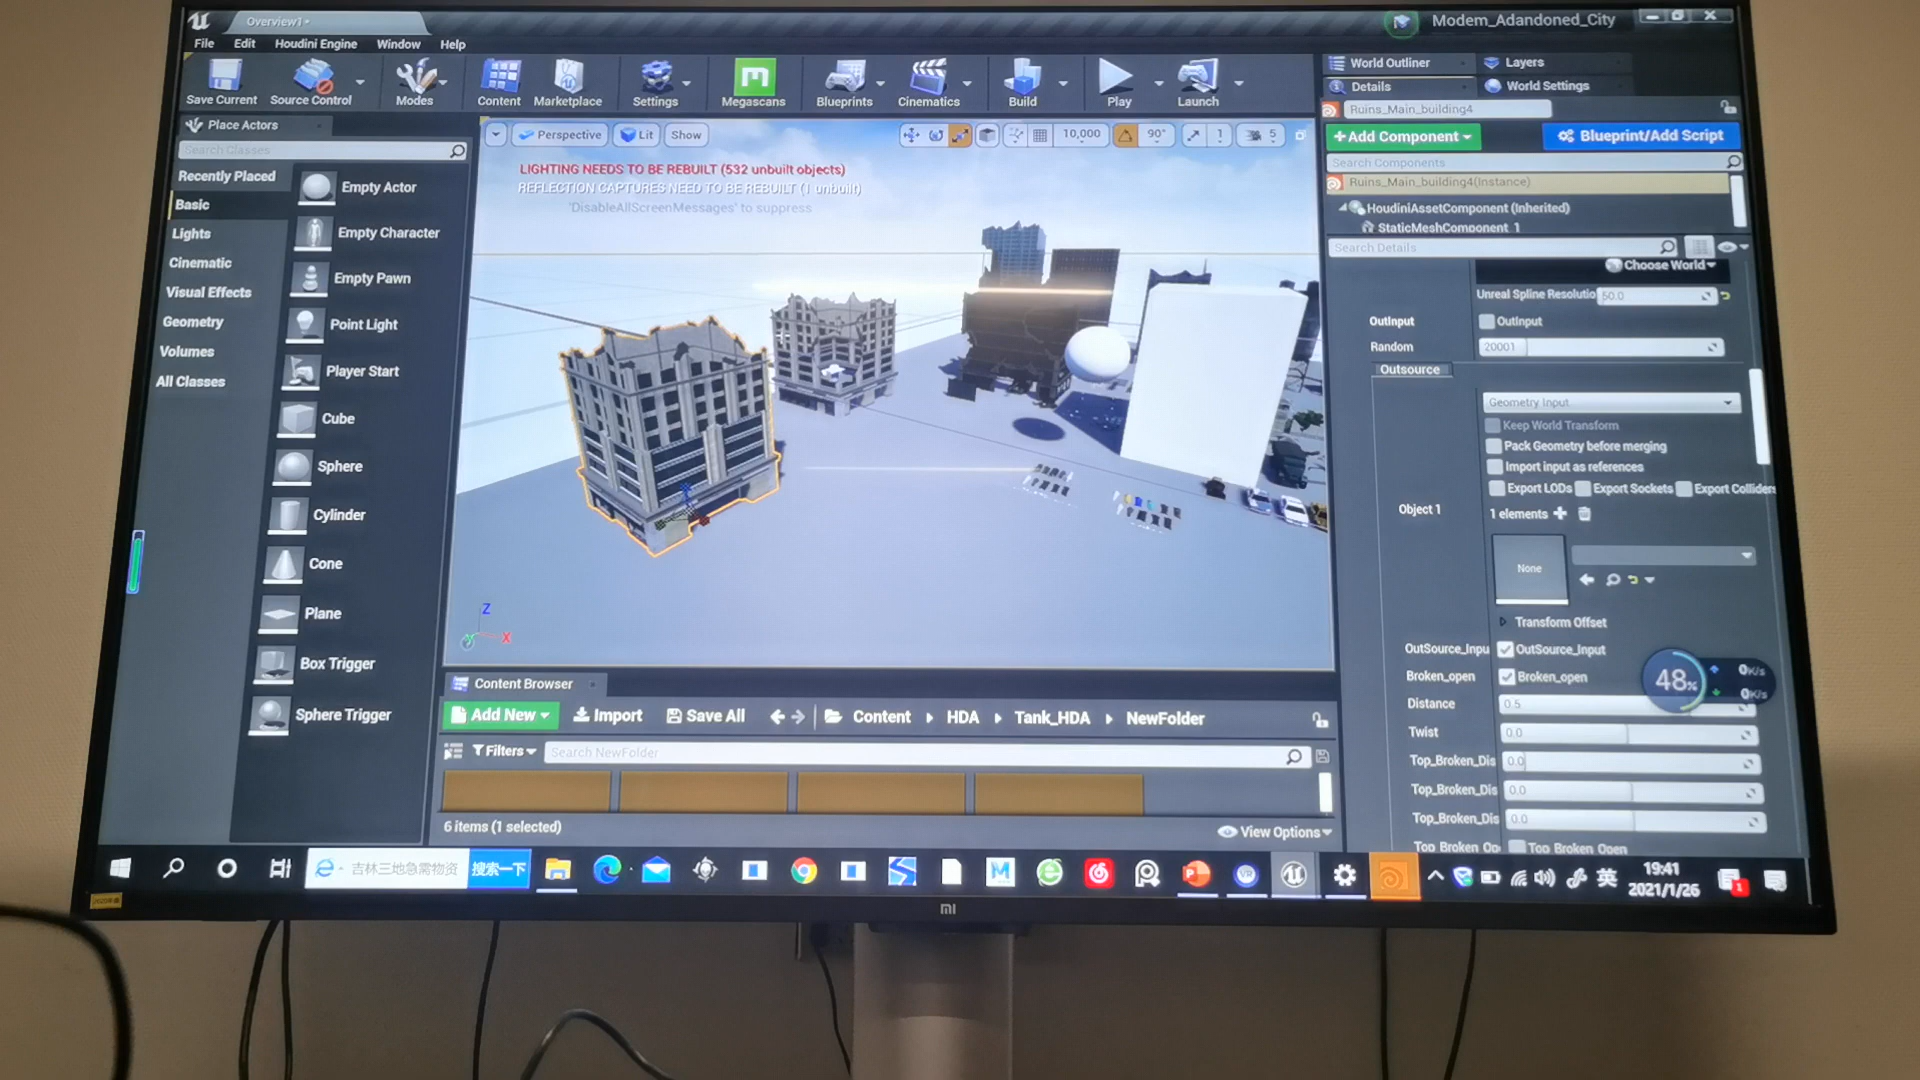 Overview1•
Modem_Adandoned_City
File Edit Houdini Engine Window Help
Save Current
Source Control
Modes
Content
Marketplace
Settings
Megascans
Blueprints
Cinematics
Build
Play
Launch
World Outliner
Layers
Details
World Settings
Ruins_Main_building4
+Add Component
Blueprint/Add Script
Search Components
Ruins_Main_building4(Instance)
HoudiniAssetComponent (Inherited)
StaticMeshComponent_1
Search Details
Choose World
Unreal Spline Resolutio 50.0
OutInput OutInput
Random 20001
Outsource
Geometry Input
Keep World Transform
Pack Geometry before merging
Import input as references
Export LODs Export Sockets Export Colliders
Object 1
1 elements
None
Transform Offset
OutSource_Inpu OutSource_Input
Broken_open Broken_open
Distance 0.5
Twist 0.0
Top_Broken_Dis 0.0
Top_Broken_Dis 0.0
Top_Broken_Dis 0.0
Top_Broken_Op Top_Broken_Open
48%
0K/s
0K/s
Place Actors
Search Classes
Recently Placed
Basic
Lights
Cinematic
Visual Effects
Geometry
Volumes
All Classes
Empty Actor
Empty Character
Empty Pawn
Point Light
Player Start
Cube
Sphere
Cylinder
Cone
Plane
Box Trigger
Sphere Trigger
Perspective Lit Show
10,000 90° 1 5
LIGHTING NEEDS TO BE REBUILT (532 unbuilt objects)
REFLECTION CAPTURES NEED TO BE REBUILT (1 unbuilt)
'DisableAllScreenMessages' to suppress
Z
X
Content Browser
Add New Import Save All Content HDA Tank_HDA NewFolder
Filters Search NewFolder
6 items (1 selected)
View Options
吉林三地急需物资 搜索一下
英
19:41
2021/1/26
1
mi